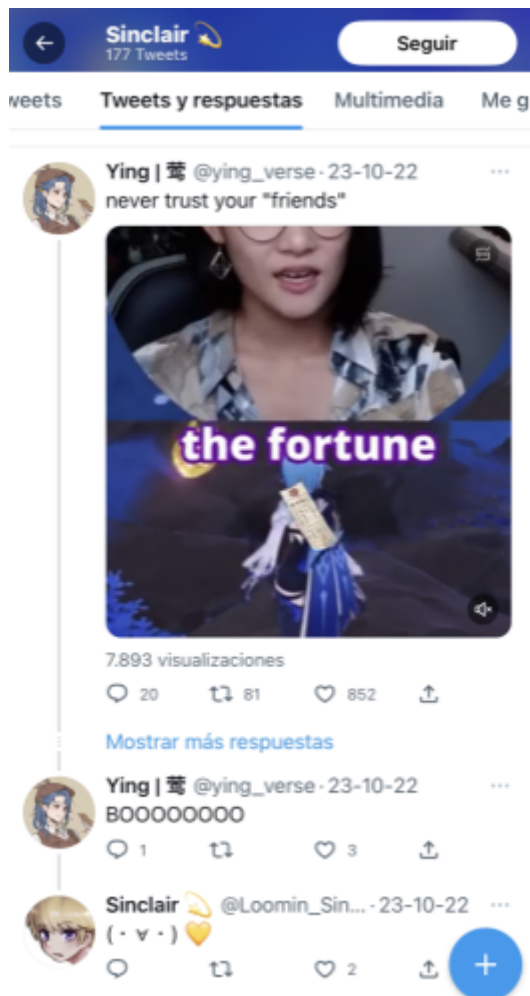 Sinclair 💫
177 Tweets
Seguir
weets Tweets y respuestas Multimedia Me g
Ying | 莺 @ying_verse · 23-10-22 ···
never trust your "friends"
the fortune
7.893 visualizaciones
20 81 852
Mostrar más respuestas
Ying | 莺 @ying_verse · 23-10-22 ···
BOOOOOOOO
1 3
Sinclair 💫 @Loomin_Sin... · 23-10-22 ···
( · ∀ · ) 💛
2